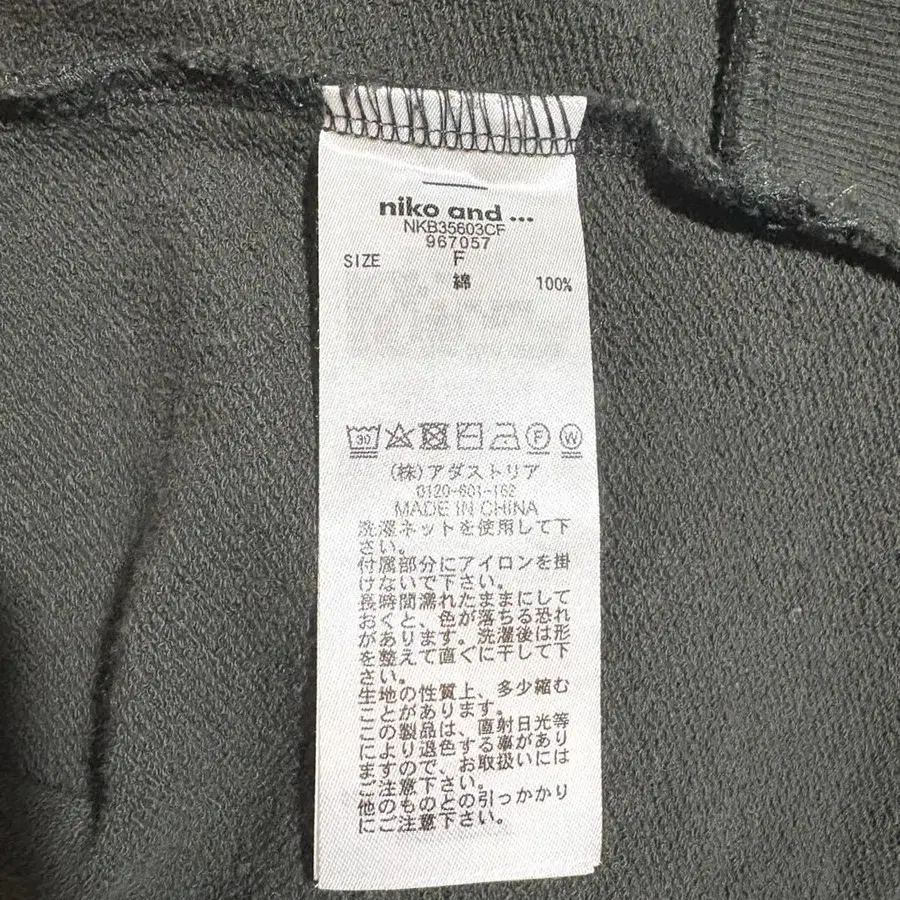 niko and ...
NKB35603CF
967057
SIZE F
綿 100%
30
F W
(株)アダストリア
0120-601-162
MADE IN CHINA
洗濯ネットを使用して下
さい。
付属部分にアイロンを掛
けないで下さい。
長時間濡れたままにして
おくと、色が落ちる恐れ
があります。洗濯後は形
を整えて直ぐに干して下
さい。
生地の性質上、多少縮む
ことがあります。
この製品は、直射日光等
により退色する事があり
ますので、お取扱いには
ご注意下さい。
他のものとの引っかかり
にご注意下さい。